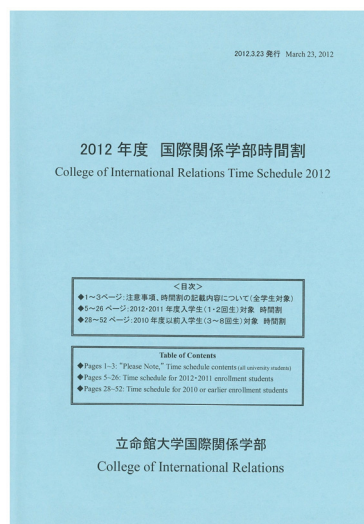 2012.3.23 発行 March 23, 2012
2012 年度 国際関係学部時間割
College of International Relations Time Schedule 2012
＜目次＞
◆1～3ページ:注意事項，時間割の記載内容について(全学生対象)
◆5～26 ページ:2012・2011 年度入学生(1・2回生)対象 時間割
◆28～52 ページ:2010 年度以前入学生(3～8回生)対象 時間割
Table of Contents
◆Pages 1–3: "Please Note," Time schedule contents (all university students)
◆Pages 5–26: Time schedule for 2012・2011 enrollment students
◆Pages 28–52: Time schedule for 2010 or earlier enrollment students
立命館大学国際関係学部
College of International Relations